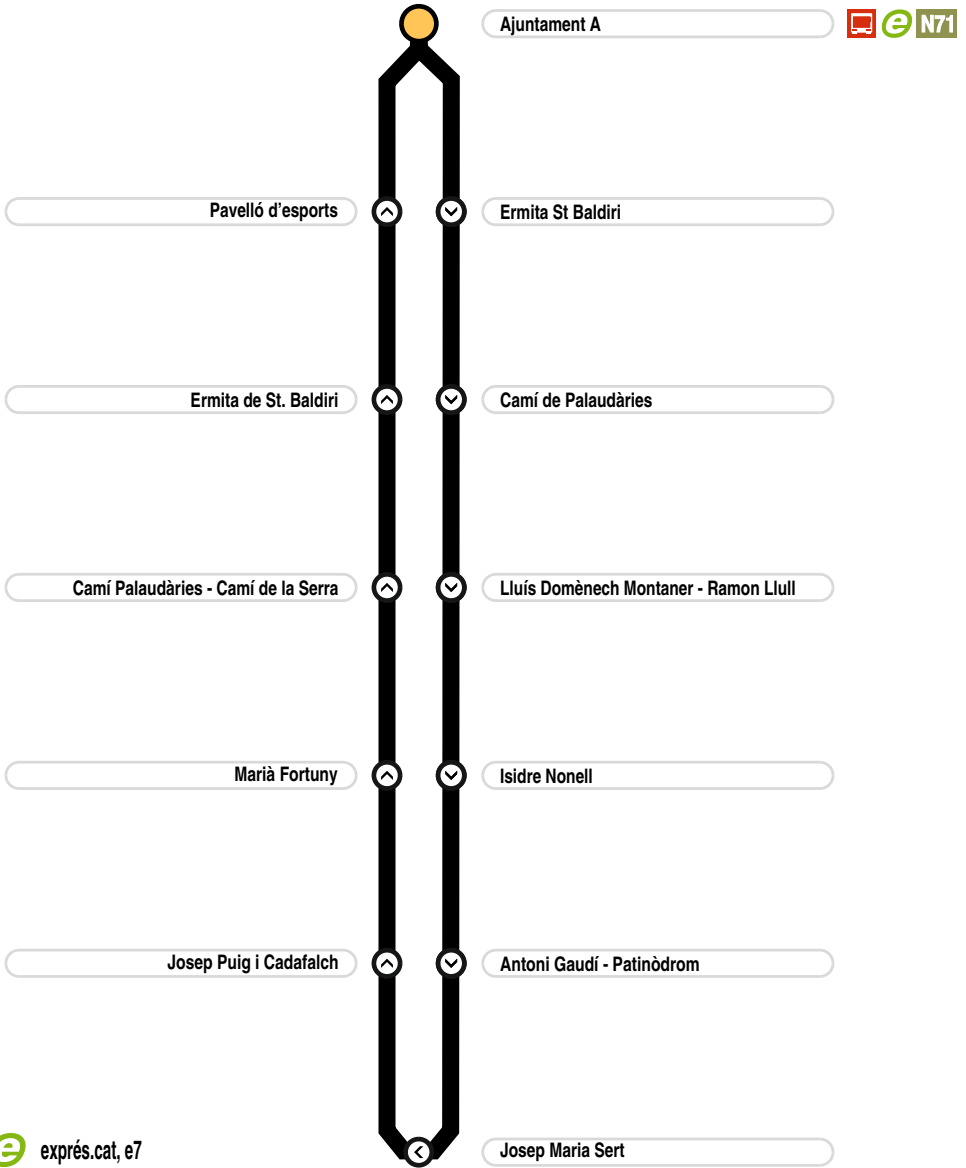 Ajuntament A e N71
Pavelló d'esports
Ermita St Baldiri
Ermita de St. Baldiri
Camí de Palaudàries
Camí Palaudàries - Camí de la Serra
Lluís Domènech Montaner - Ramon Llull
Marià Fortuny
Isidre Nonell
Josep Puig i Cadafalch
Antoni Gaudí - Patinòdrom
e exprés.cat, e7
Josep Maria Sert